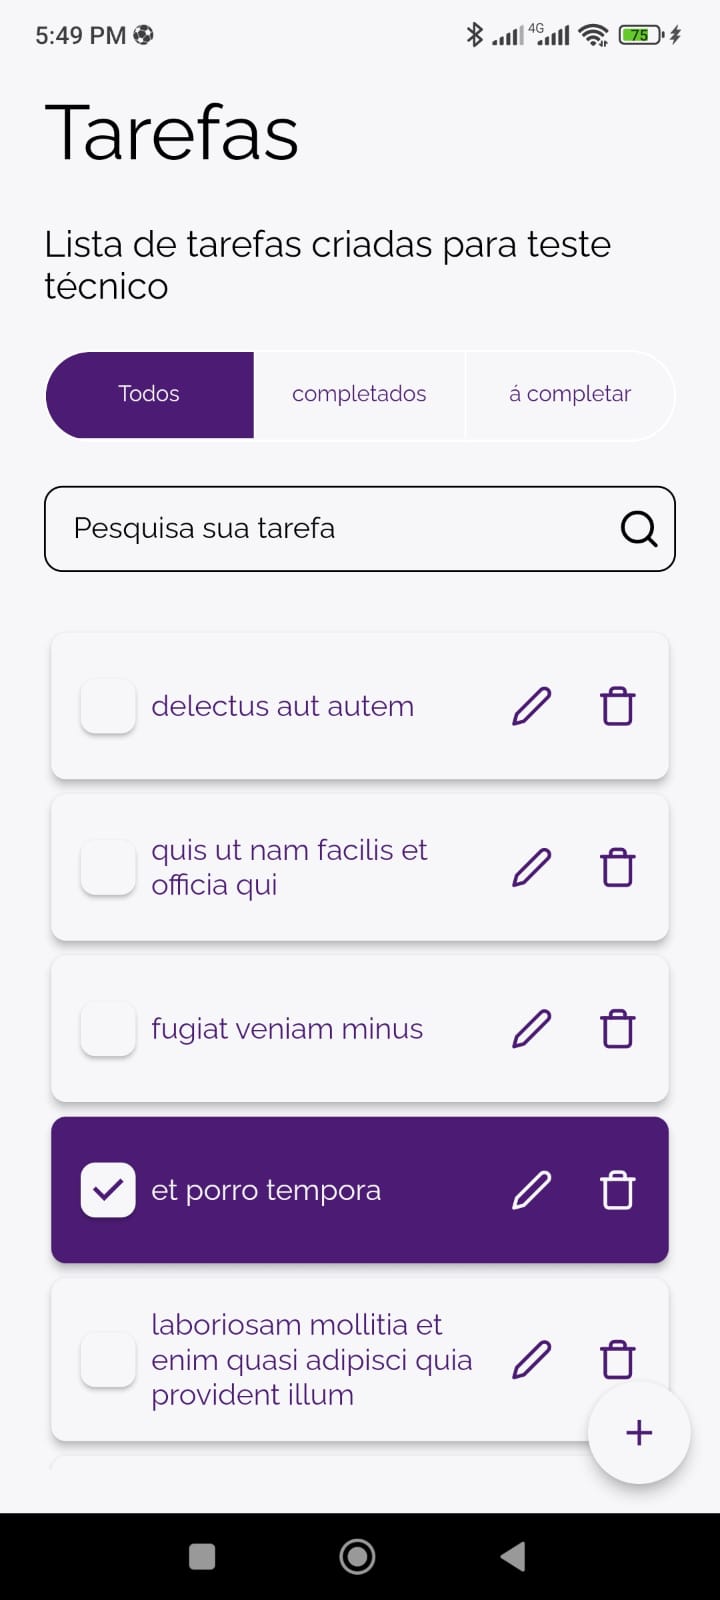 5:49 PM
4G
75
Tarefas
Lista de tarefas criadas para teste
técnico
Todos
completados
á completar
Pesquisa sua tarefa
delectus aut autem
quis ut nam facilis et
officia qui
fugiat veniam minus
et porro tempora
laboriosam mollitia et
enim quasi adipisci quia
provident illum
+